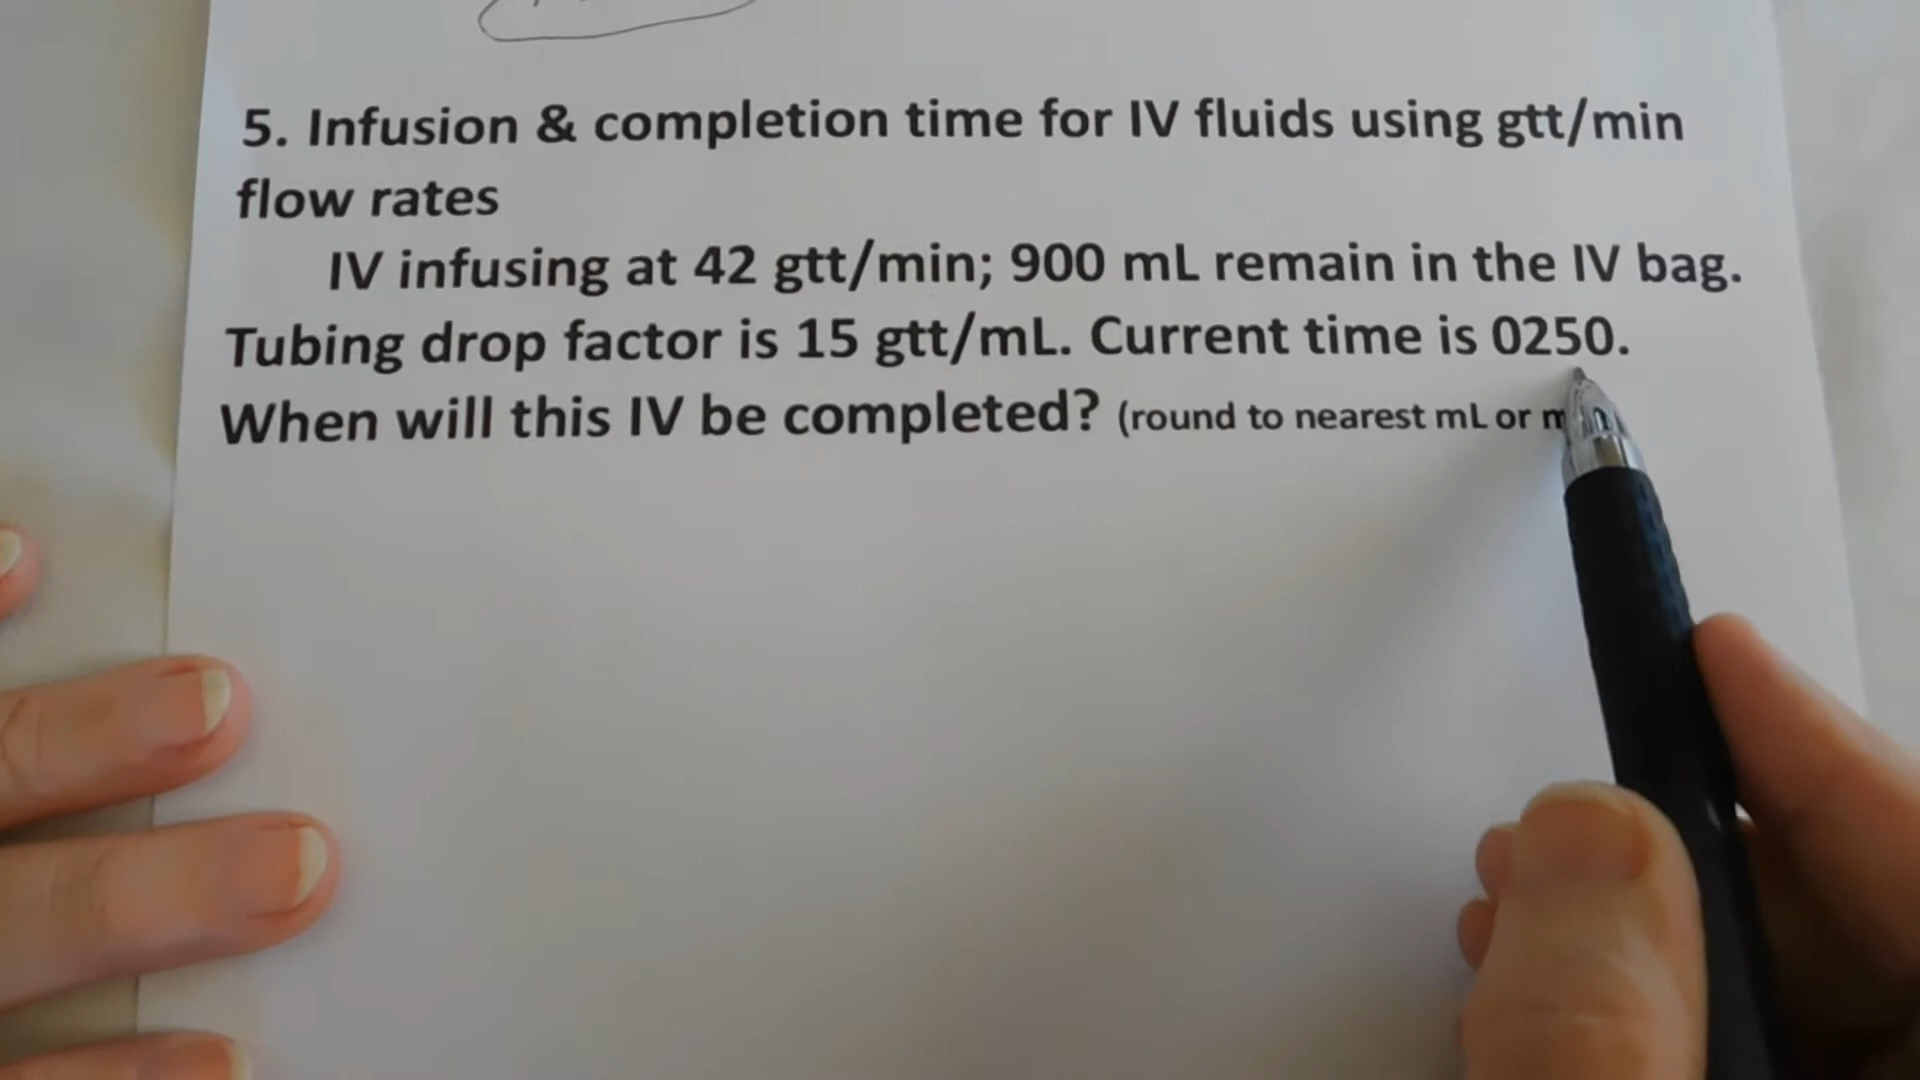 5. Infusion & completion time for IV fluids using gtt/min
flow rates
IV infusing at 42 gtt/min; 900 mL remain in the IV bag.
Tubing drop factor is 15 gtt/mL. Current time is 0250.
When will this IV be completed? (round to nearest mL or